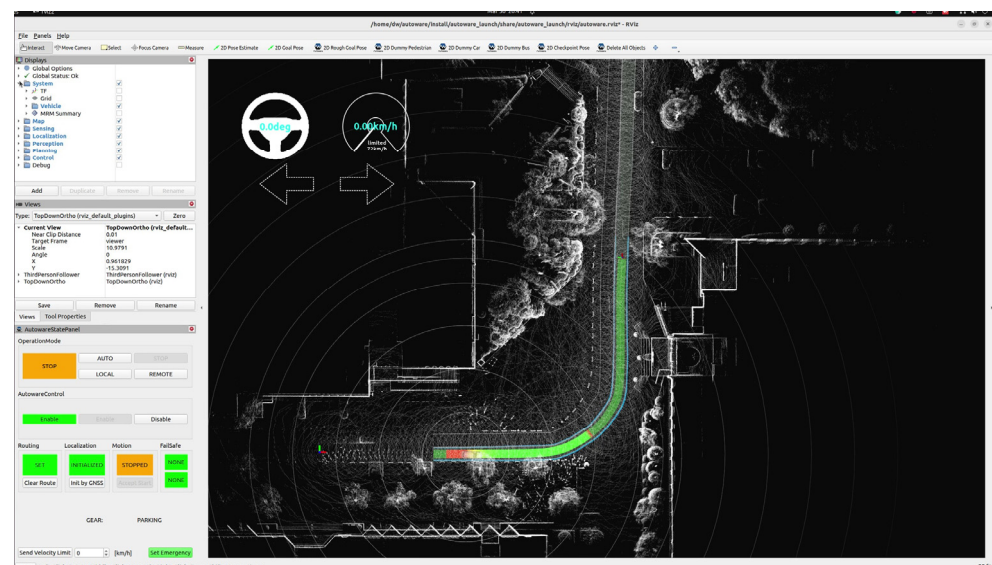 /home/dw/autoware/install/autoware_launch/share/autoware_launch/rviz/autoware.rviz* - RViz
File Panels Help
Interact Move Camera Select Focus Camera Measure 2D Pose Estimate 2D Goal Pose 2D Rough Goal Pose 2D Dummy Pedestrian 2D Dummy Car 2D Dummy Bus 2D Checkpoint Pose Delete All Objects
Displays
Global Options
Global Status: Ok
System
TF
Grid
Vehicle
MRM Summary
Map
Sensing
Localization
Perception
Planning
Control
Debug
Add Duplicate Remove Rename
Views
Type: TopDownOrtho (rviz_default_plugins) Zero
Current View TopDownOrtho (rviz_default...
Near Clip Distance 0.01
Target Frame viewer
Scale 10.9791
Angle 0
X 0.961829
Y -15.3091
ThirdPersonFollower ThirdPersonFollower (rviz)
TopDownOrtho TopDownOrtho (rviz)
Save Remove Rename
Views Tool Properties
AutowareStatePanel
OperationMode
STOP AUTO STOP
LOCAL REMOTE
AutowareControl
Enable Enable Disable
Routing Localization Motion FailSafe
SET INITIALIZED STOPPED NONE
Clear Route Init by GNSS Accept Start NONE
GEAR: PARKING
Send Velocity Limit 0 [km/h] Set Emergency
0.0deg
0.00km/h
limited